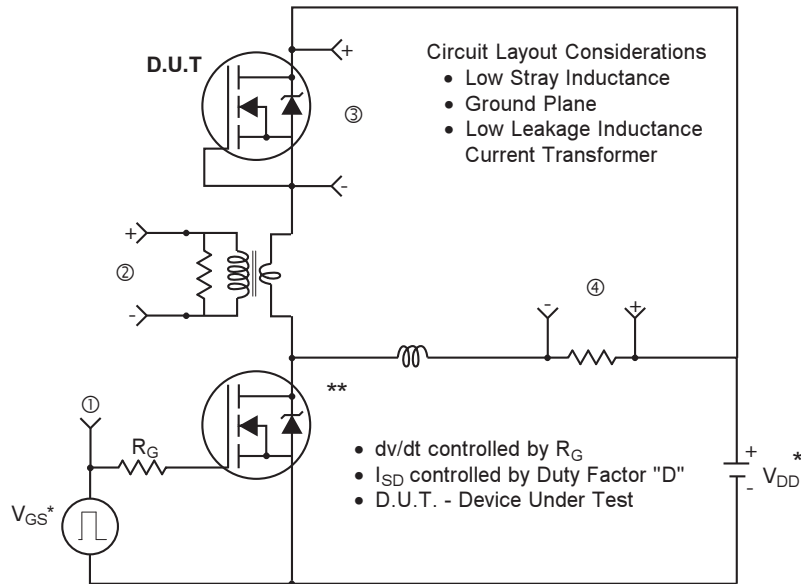 D.U.T
+
③
-
Circuit Layout Considerations
• Low Stray Inductance
• Ground Plane
• Low Leakage Inductance
Current Transformer
+
②
-
- ④ +
**
①
R_G
V_GS*
• dv/dt controlled by R_G
• I_SD controlled by Duty Factor "D"
• D.U.T. - Device Under Test
+
-
V_DD*